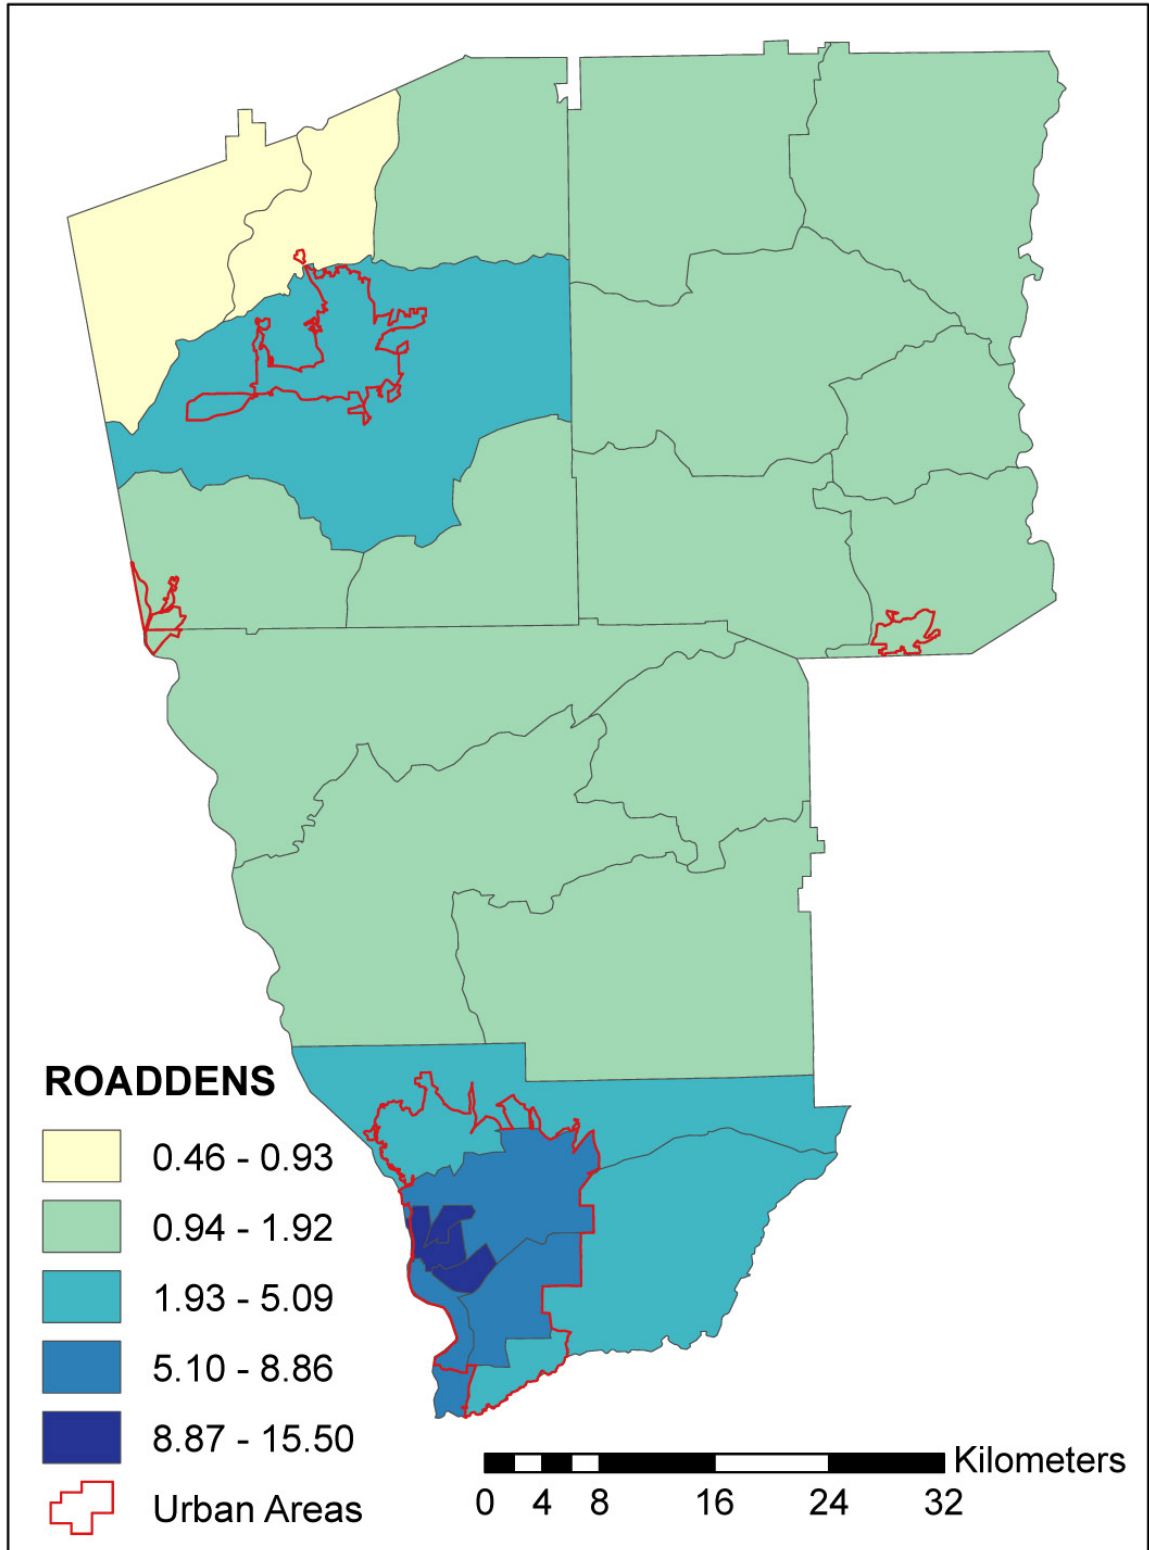 ROADDENS
0.46 - 0.93
0.94 - 1.92
1.93 - 5.09
5.10 - 8.86
8.87 - 15.50
Urban Areas
Kilometers
0 4 8 16 24 32